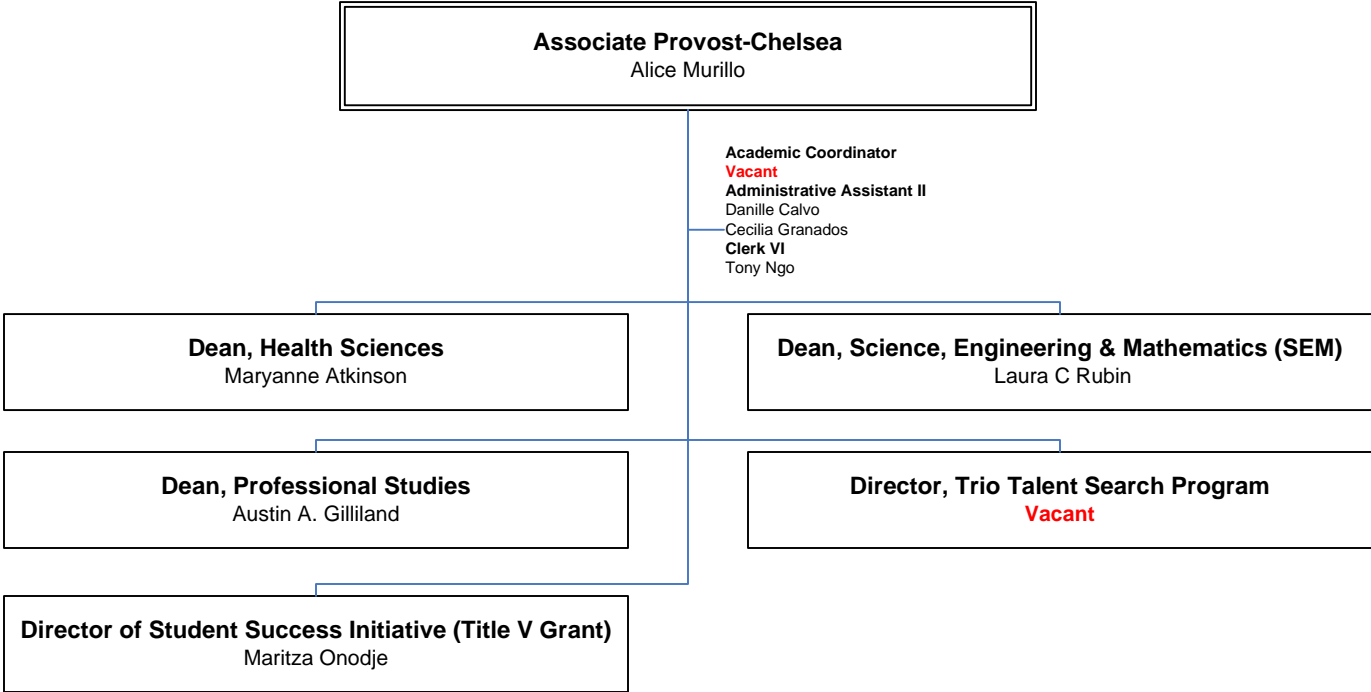 Associate Provost-Chelsea
Alice Murillo
Academic Coordinator
Vacant
Administrative Assistant II
Danille Calvo
Cecilia Granados
Clerk VI
Tony Ngo
Dean, Health Sciences
Maryanne Atkinson
Dean, Science, Engineering & Mathematics (SEM)
Laura C Rubin
Dean, Professional Studies
Austin A. Gilliland
Director, Trio Talent Search Program
Vacant
Director of Student Success Initiative (Title V Grant)
Maritza Onodje